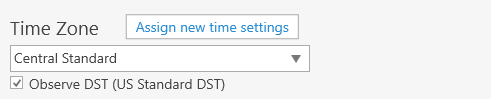 Time Zone Assign new time settings
Central Standard
Observe DST (US Standard DST)